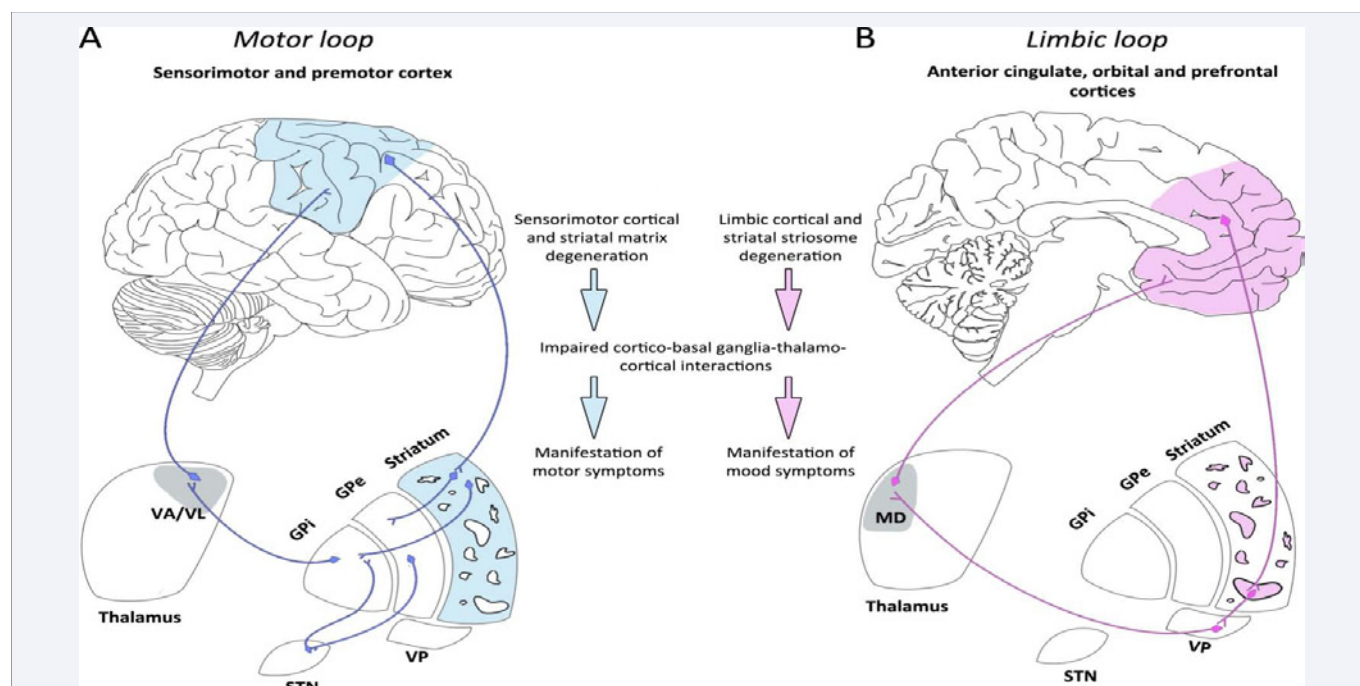 A
Motor loop
Sensorimotor and premotor cortex
B
Limbic loop
Anterior cingulate, orbital and prefrontal
cortices
Sensorimotor cortical
and striatal matrix
degeneration
Limbic cortical and
striatal striosome
degeneration
Impaired cortico-basal ganglia-thalamo-
cortical interactions
Manifestation of
motor symptoms
Manifestation of
mood symptoms
Striatum
GPe
GPi
VA/VL
Thalamus
VP
STN
Striatum
GPe
GPi
MD
Thalamus
VP
STN